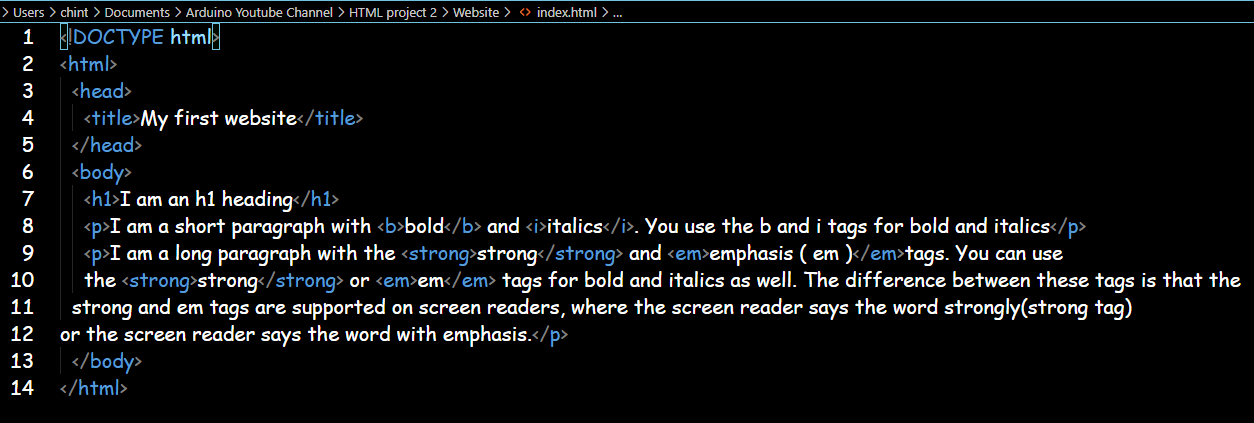 > Users > chint > Documents > Arduino Youtube Channel > HTML project 2 > Website > <> index.html > ...
1 <!DOCTYPE html>
2 <html>
3 <head>
4 <title>My first website</title>
5 </head>
6 <body>
7 <h1>I am an h1 heading</h1>
8 <p>I am a short paragraph with <b>bold</b> and <i>italics</i>. You use the b and i tags for bold and italics</p>
9 <p>I am a long paragraph with the <strong>strong</strong> and <em>emphasis ( em )</em>tags. You can use
10 the <strong>strong</strong> or <em>em</em> tags for bold and italics as well. The difference between these tags is that the
11 strong and em tags are supported on screen readers, where the screen reader says the word strongly(strong tag)
12 or the screen reader says the word with emphasis.</p>
13 </body>
14 </html>